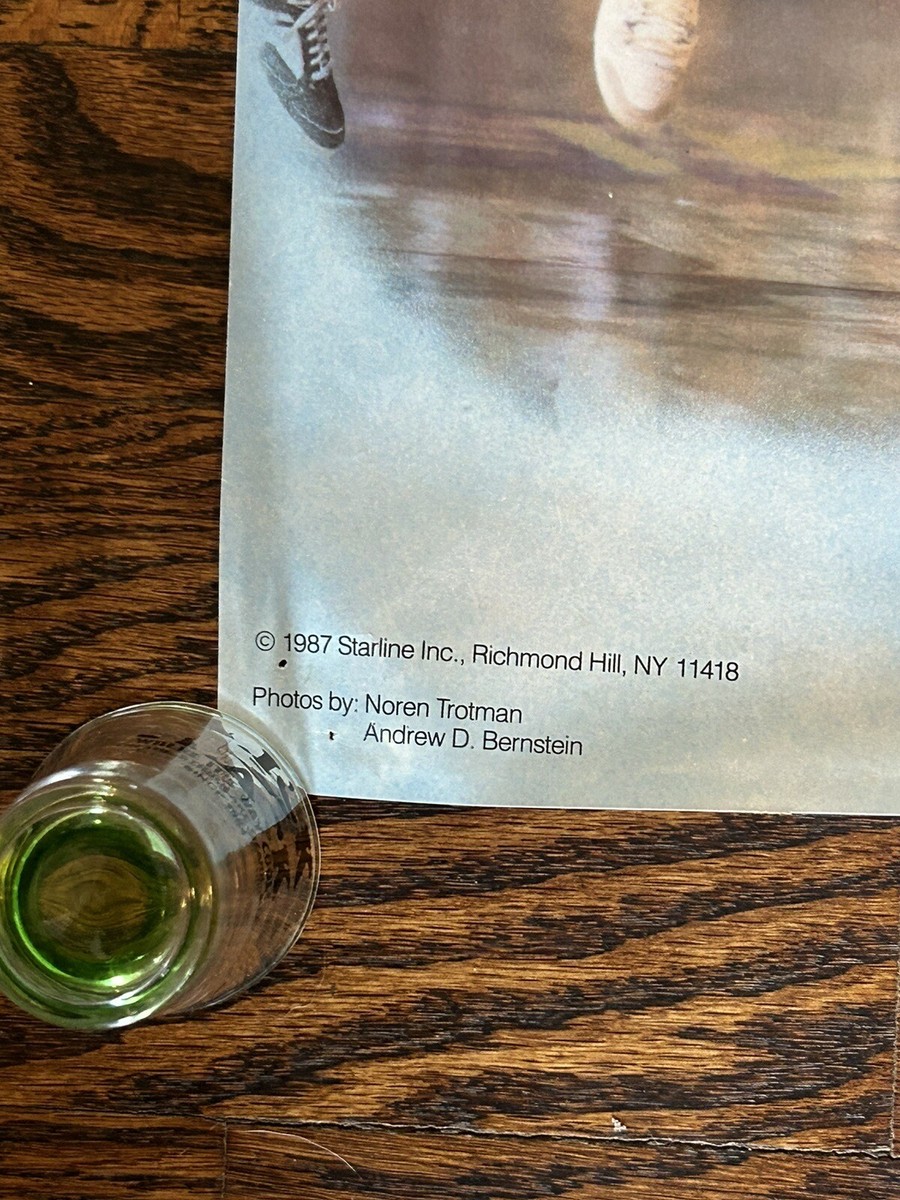 © 1987 Starline Inc., Richmond Hill, NY 11418
Photos by: Noren Trotman
Andrew D. Bernstein